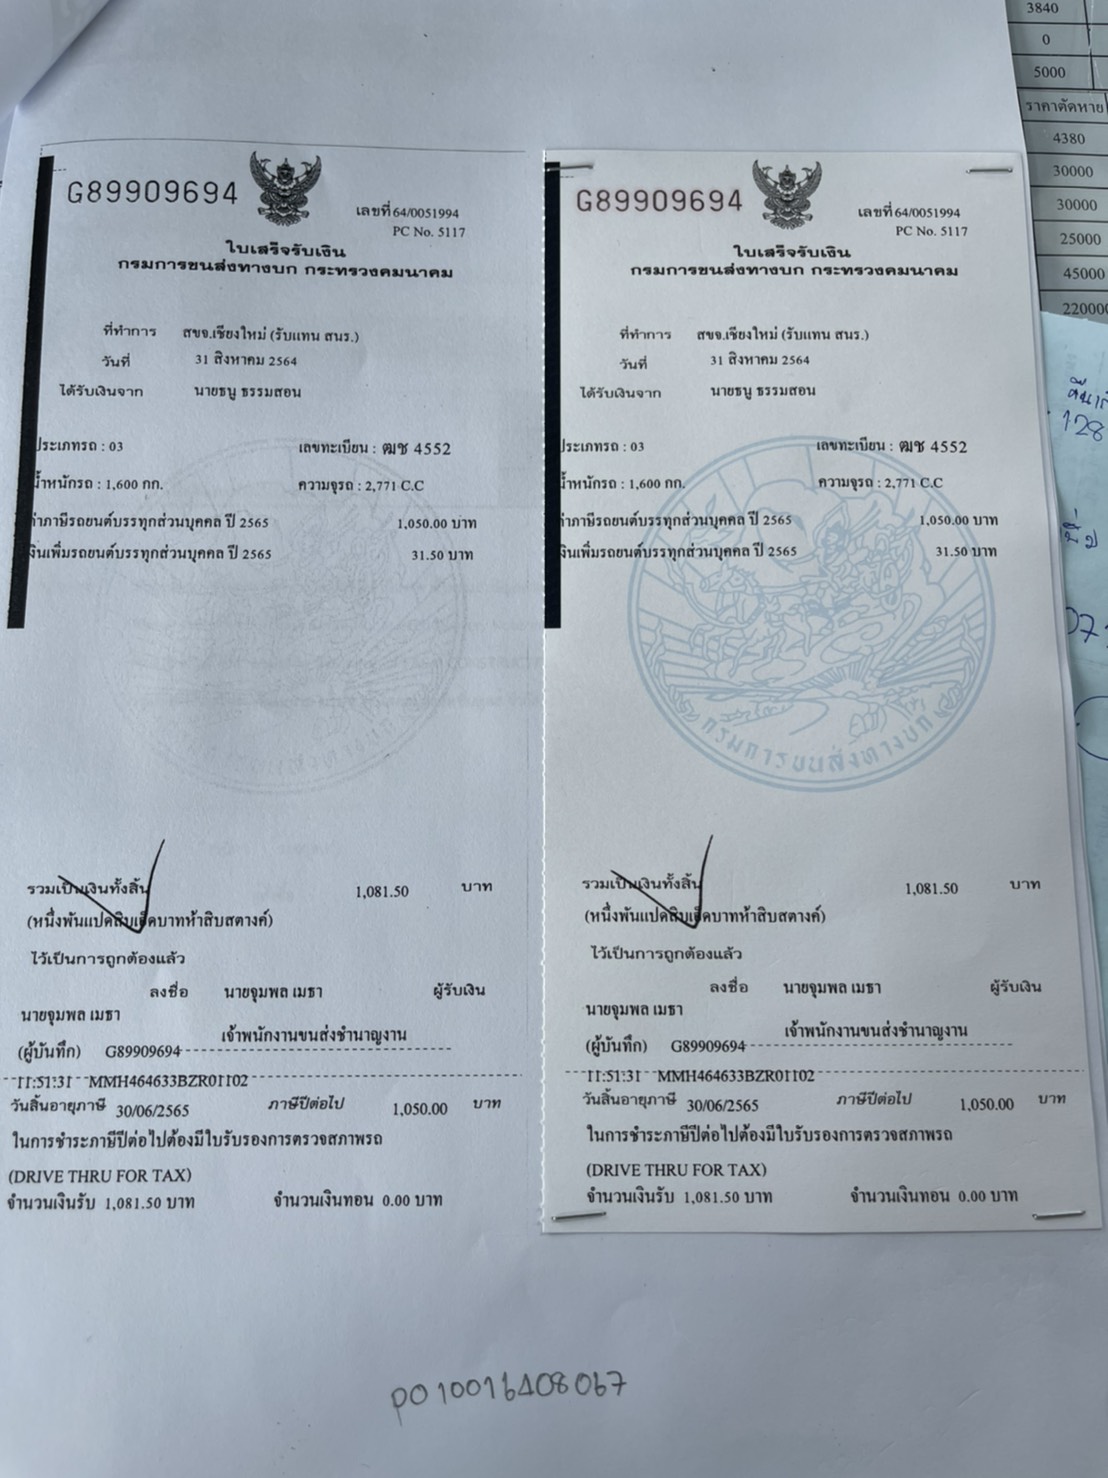 G89909694
เลขที่ 64/0051994
PC No. 5117
ใบเสร็จรับเงิน
กรมการขนส่งทางบก กระทรวงคมนาคม
ที่ทำการ สขจ.เชียงใหม่ (รับแทน สนร.)
วันที่ 31 สิงหาคม 2564
ได้รับเงินจาก นายธนู ธรรมสอน
ประเภทรถ : 03 เลขทะเบียน : ฒช 4552
น้ำหนักรถ : 1,600 กก. ความจุรถ : 2,771 C.C
ค่าภาษีรถยนต์บรรทุกส่วนบุคคล ปี 2565 1,050.00 บาท
เงินเพิ่มรถยนต์บรรทุกส่วนบุคคล ปี 2565 31.50 บาท
รวมเป็นเงินทั้งสิ้น 1,081.50 บาท
(หนึ่งพันแปดสิบเอ็ดบาทห้าสิบสตางค์)
ไว้เป็นการถูกต้องแล้ว
ลงชื่อ นายจุมพล เมธา ผู้รับเงิน
นายจุมพล เมธา
เจ้าพนักงานขนส่งชำนาญงาน
(ผู้บันทึก) G89909694
11:51:31 MMH464633BZR01102
วันสิ้นอายุภาษี 30/06/2565 ภาษีปีต่อไป 1,050.00 บาท
ในการชำระภาษีปีต่อไปต้องมีใบรับรองการตรวจสภาพรถ
(DRIVE THRU FOR TAX)
จำนวนเงินรับ 1,081.50 บาท จำนวนเงินทอน 0.00 บาท
G89909694
เลขที่ 64/0051994
PC No. 5117
ใบเสร็จรับเงิน
กรมการขนส่งทางบก กระทรวงคมนาคม
ที่ทำการ สขจ.เชียงใหม่ (รับแทน สนร.)
วันที่ 31 สิงหาคม 2564
ได้รับเงินจาก นายธนู ธรรมสอน
ประเภทรถ : 03 เลขทะเบียน : ฒช 4552
น้ำหนักรถ : 1,600 กก. ความจุรถ : 2,771 C.C
ค่าภาษีรถยนต์บรรทุกส่วนบุคคล ปี 2565 1,050.00 บาท
เงินเพิ่มรถยนต์บรรทุกส่วนบุคคล ปี 2565 31.50 บาท
กรมการขนส่งทางบก
รวมเป็นเงินทั้งสิ้น 1,081.50 บาท
(หนึ่งพันแปดสิบเอ็ดบาทห้าสิบสตางค์)
ไว้เป็นการถูกต้องแล้ว
ลงชื่อ นายจุมพล เมธา ผู้รับเงิน
นายจุมพล เมธา
เจ้าพนักงานขนส่งชำนาญงาน
(ผู้บันทึก) G89909694
11:51:31 MMH464633BZR01102
วันสิ้นอายุภาษี 30/06/2565 ภาษีปีต่อไป 1,050.00 บาท
ในการชำระภาษีปีต่อไปต้องมีใบรับรองการตรวจสภาพรถ
(DRIVE THRU FOR TAX)
จำนวนเงินรับ 1,081.50 บาท จำนวนเงินทอน 0.00 บาท
PO10016408067
3840
0
5000
ราคาตัดหาย
4380
30000
30000
25000
45000
220000
128